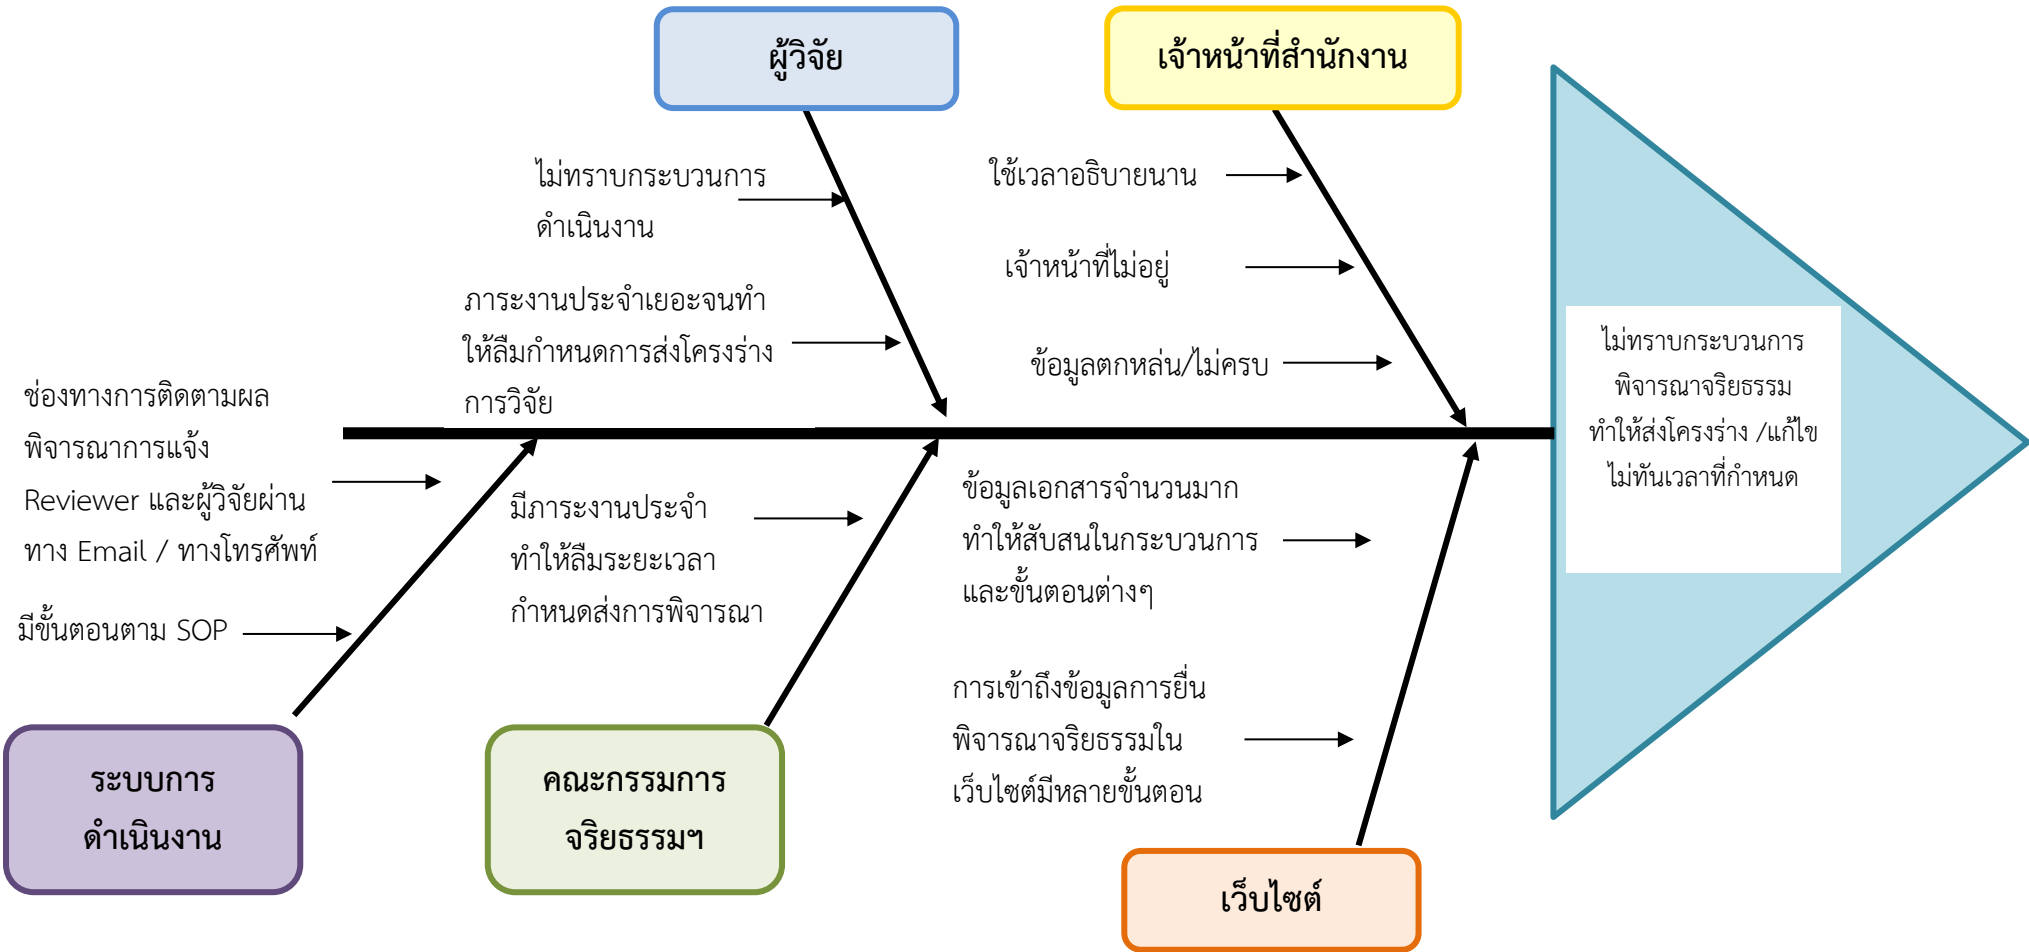 ผู้วิจัย
เจ้าหน้าที่สำนักงาน
ไม่ทราบกระบวนการ
ดำเนินงาน
ภาระงานประจำเยอะจนทำ
ให้ลืมกำหนดการส่งโครงร่าง
การวิจัย
ใช้เวลาอธิบายนาน
เจ้าหน้าที่ไม่อยู่
ข้อมูลตกหล่น/ไม่ครบ
ไม่ทราบกระบวนการ
พิจารณาจริยธรรม
ทำให้ส่งโครงร่าง /แก้ไข
ไม่ทันเวลาที่กำหนด
ช่องทางการติดตามผล
พิจารณาการแจ้ง
Reviewer และผู้วิจัยผ่าน
ทาง Email / ทางโทรศัพท์
มีขั้นตอนตาม SOP
มีภาระงานประจำ
ทำให้ลืมระยะเวลา
กำหนดส่งการพิจารณา
ข้อมูลเอกสารจำนวนมาก
ทำให้สับสนในกระบวนการ
และขั้นตอนต่างๆ
การเข้าถึงข้อมูลการยื่น
พิจารณาจริยธรรมใน
เว็บไซต์มีหลายขั้นตอน
ระบบการ
ดำเนินงาน
คณะกรรมการ
จริยธรรมฯ
เว็บไซต์